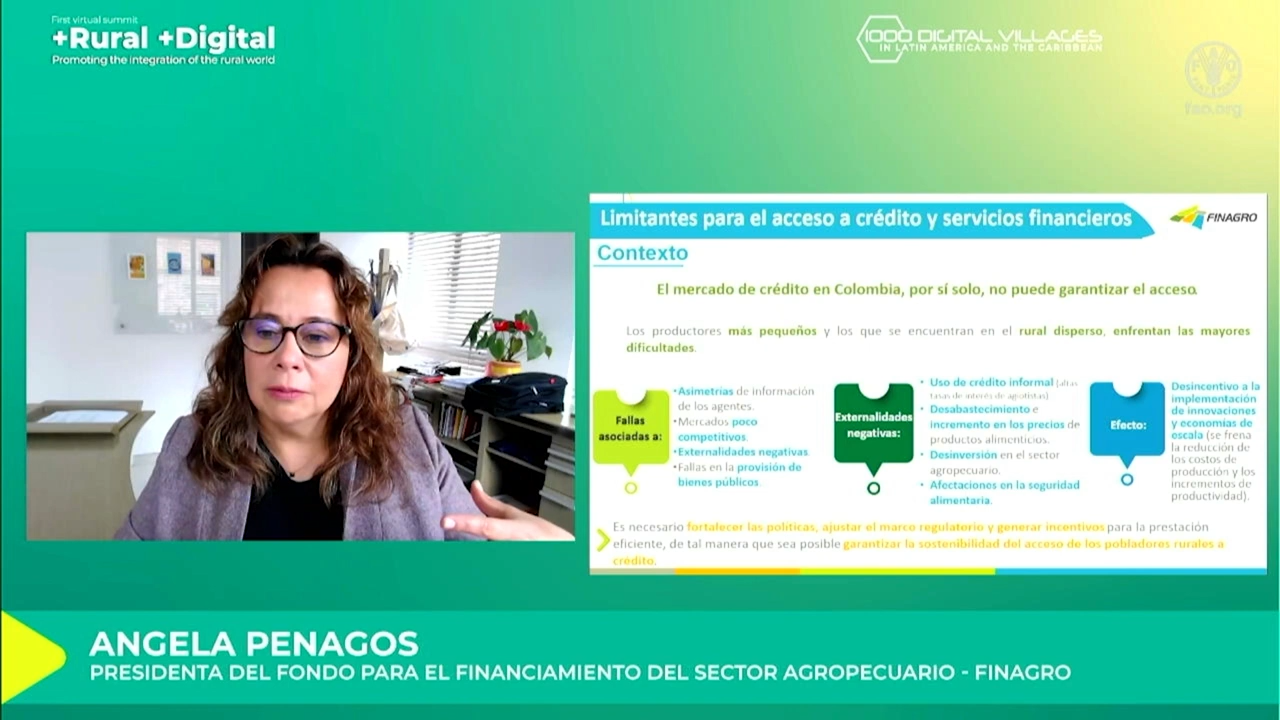 First virtual summit
+Rural +Digital
Promoting the integration of the rural world
1000 DIGITAL VILLAGES
IN LATIN AMERICA AND THE CARIBBEAN
fao.org
Limitantes para el acceso a crédito y servicios financieros
FINAGRO
Contexto
El mercado de crédito en Colombia, por sí solo, no puede garantizar el acceso.
Los productores más pequeños y los que se encuentran en el rural disperso, enfrentan las mayores
dificultades.
Fallas
asociadas a:
•Asimetrías de información
de los agentes.
•Mercados poco
competitivos.
•Externalidades negativas.
•Fallas en la provisión de
bienes públicos.
Externalidades
negativas:
• Uso de crédito informal (altas
tasas de interés de agiotistas).
• Desabastecimiento e
incremento en los precios de
productos alimenticios.
• Desinversión en el sector
agropecuario.
• Afectaciones en la seguridad
alimentaria.
Efecto:
Desincentivo a la
implementación
de innovaciones
y economías de
escala (se frena
la reducción de
los costos de
producción y los
incrementos de
productividad).
Es necesario fortalecer las políticas, ajustar el marco regulatorio y generar incentivos para la prestación
eficiente, de tal manera que sea posible garantizar la sostenibilidad del acceso de los pobladores rurales a
crédito.
ANGELA PENAGOS
PRESIDENTA DEL FONDO PARA EL FINANCIAMIENTO DEL SECTOR AGROPECUARIO - FINAGRO